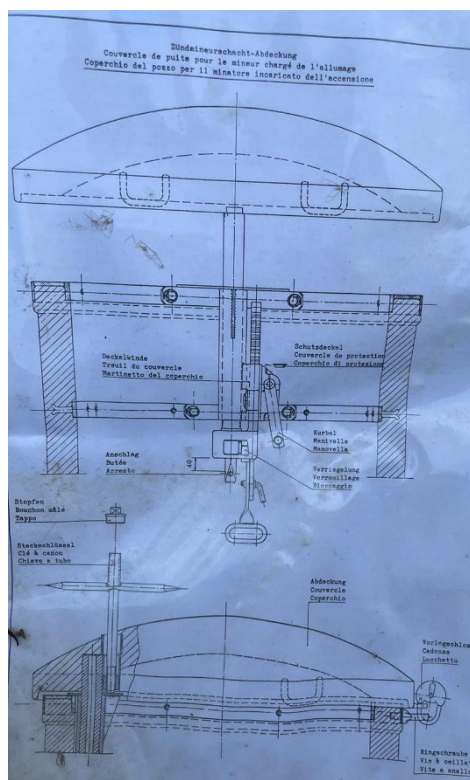 Zündmineurschacht-Abdeckung
Couvercle de puits pour le mineur chargé de l'allumage
Coperchio del pozzo per il minatore incaricato dell'accensione
Deckelwinde
Treuil du couvercle
Martinetto del coperchio
Schutzdeckel
Couvercle de protection
Coperchio di protezione
Kurbel
Manivelle
Manovella
Anschlag
Butée
Arresto
40
Verriegelung
Verrouillage
Bloccaggio
Stopfen
Bouchon mâle
Tappo
Steckschlüssel
Clé à canon
Chiave a tubo
Abdeckung
Couvercle
Coperchio
Cadenas
Lucchetto
Ringschraube
Vis à oeillet
Vite a anello